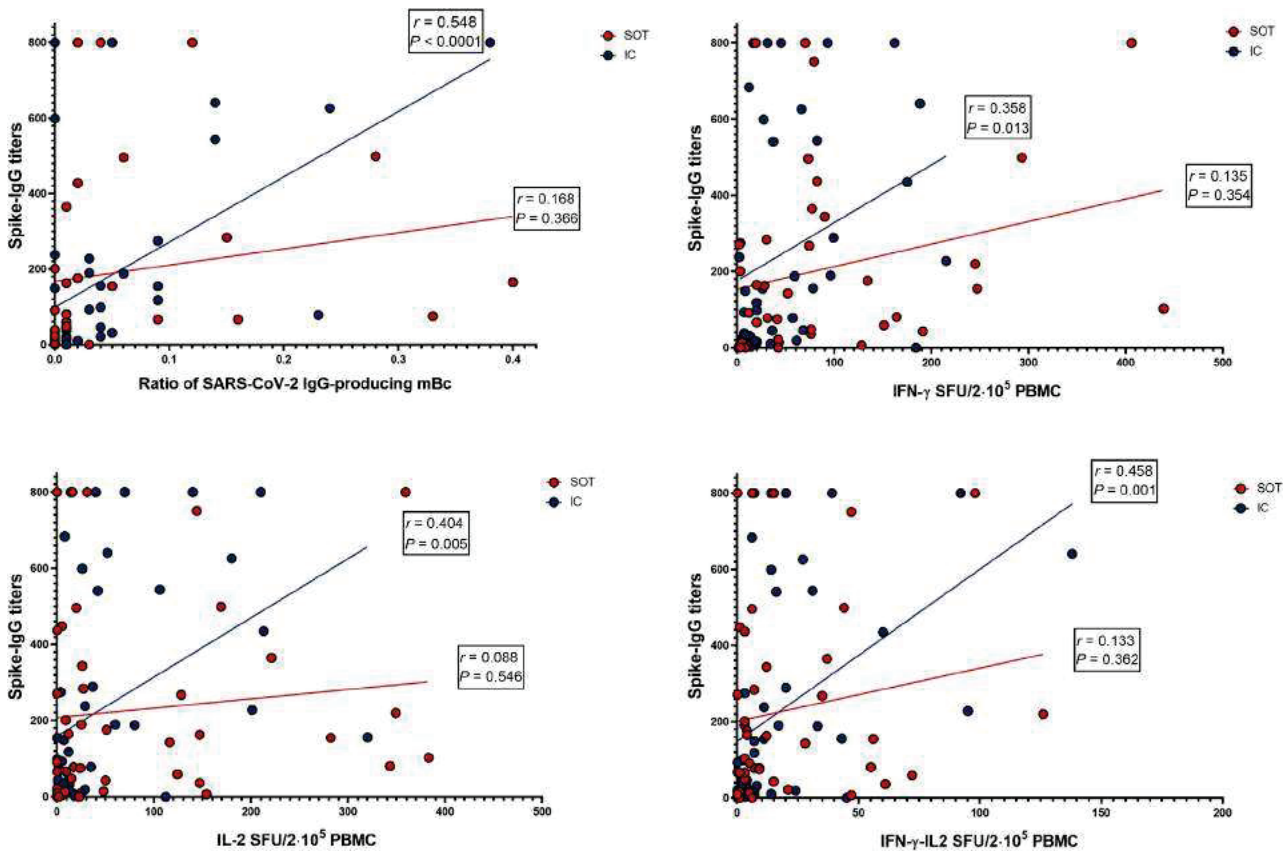 r = 0.548
P < 0.0001
SOT
IC
r = 0.168
P = 0.366
Spike-IgG titers
800
600
400
200
0
0.0 0.1 0.2 0.3 0.4
Ratio of SARS-CoV-2 IgG-producing mBc
SOT
IC
r = 0.358
P = 0.013
r = 0.135
P = 0.354
Spike-IgG titers
800
600
400
200
0
0 100 200 300 400 500
IFN-γ SFU/2·10⁵ PBMC
SOT
IC
r = 0.404
P = 0.005
r = 0.088
P = 0.546
Spike-IgG titers
800
600
400
200
0
0 100 200 300 400 500
IL-2 SFU/2·10⁵ PBMC
r = 0.458
P = 0.001
SOT
IC
r = 0.133
P = 0.362
Spike-IgG titers
800
600
400
200
0
0 50 100 150 200
IFN-γ-IL2 SFU/2·10⁵ PBMC